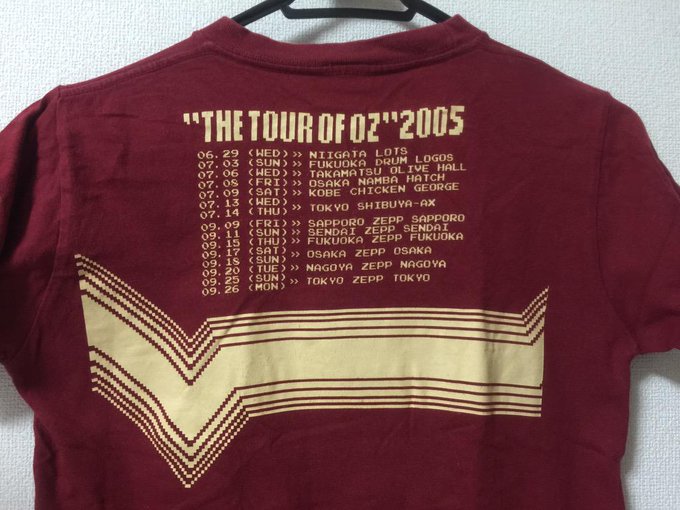 "THE TOUR OF OZ" 2005
06.29 (WED) >> NIIGATA LOTS
07.03 (SUN) >> FUKUOKA DRUM LOGOS
07.06 (WED) >> TAKAMATSU OLIVE HALL
07.08 (FRI) >> OSAKA NAMBA HATCH
07.09 (SAT) >> KOBE CHICKEN GEORGE
07.13 (WED) >> TOKYO SHIBUYA-AX
07.14 (THU)
09.09 (FRI) >> SAPPORO ZEPP SAPPORO
09.11 (SUN) >> SENDAI ZEPP SENDAI
09.15 (THU) >> FUKUOKA ZEPP FUKUOKA
09.17 (SAT) >> OSAKA ZEPP OSAKA
09.18 (SUN)
09.20 (TUE) >> NAGOYA ZEPP NAGOYA
09.25 (SUN) >> TOKYO ZEPP TOKYO
09.26 (MON)